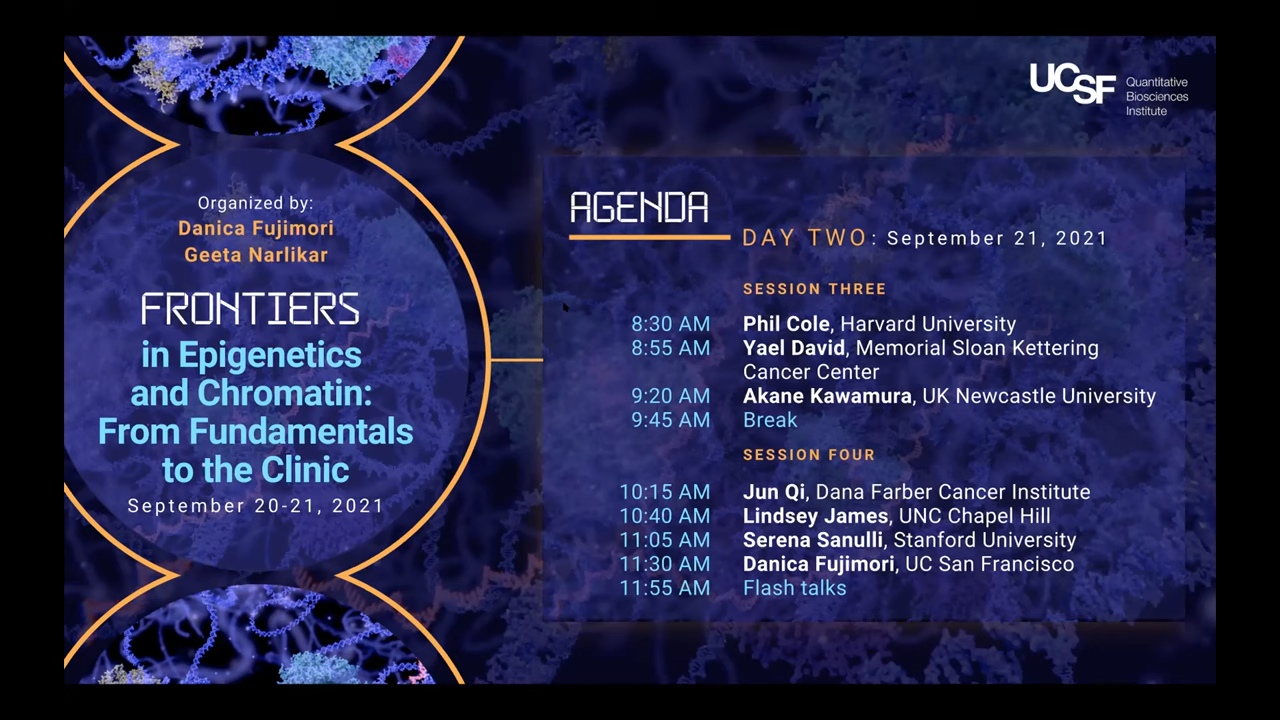 UCSF
Quantitative
Biosciences
Institute
Organized by:
Danica Fujimori
Geeta Narlikar
FRONTIERS
in Epigenetics
and Chromatin:
From Fundamentals
to the Clinic
September 20-21, 2021
AGENDA
DAY TWO: September 21, 2021
SESSION THREE
8:30 AM Phil Cole, Harvard University
8:55 AM Yael David, Memorial Sloan Kettering
Cancer Center
9:20 AM Akane Kawamura, UK Newcastle University
9:45 AM Break
SESSION FOUR
10:15 AM Jun Qi, Dana Farber Cancer Institute
10:40 AM Lindsey James, UNC Chapel Hill
11:05 AM Serena Sanulli, Stanford University
11:30 AM Danica Fujimori, UC San Francisco
11:55 AM Flash talks